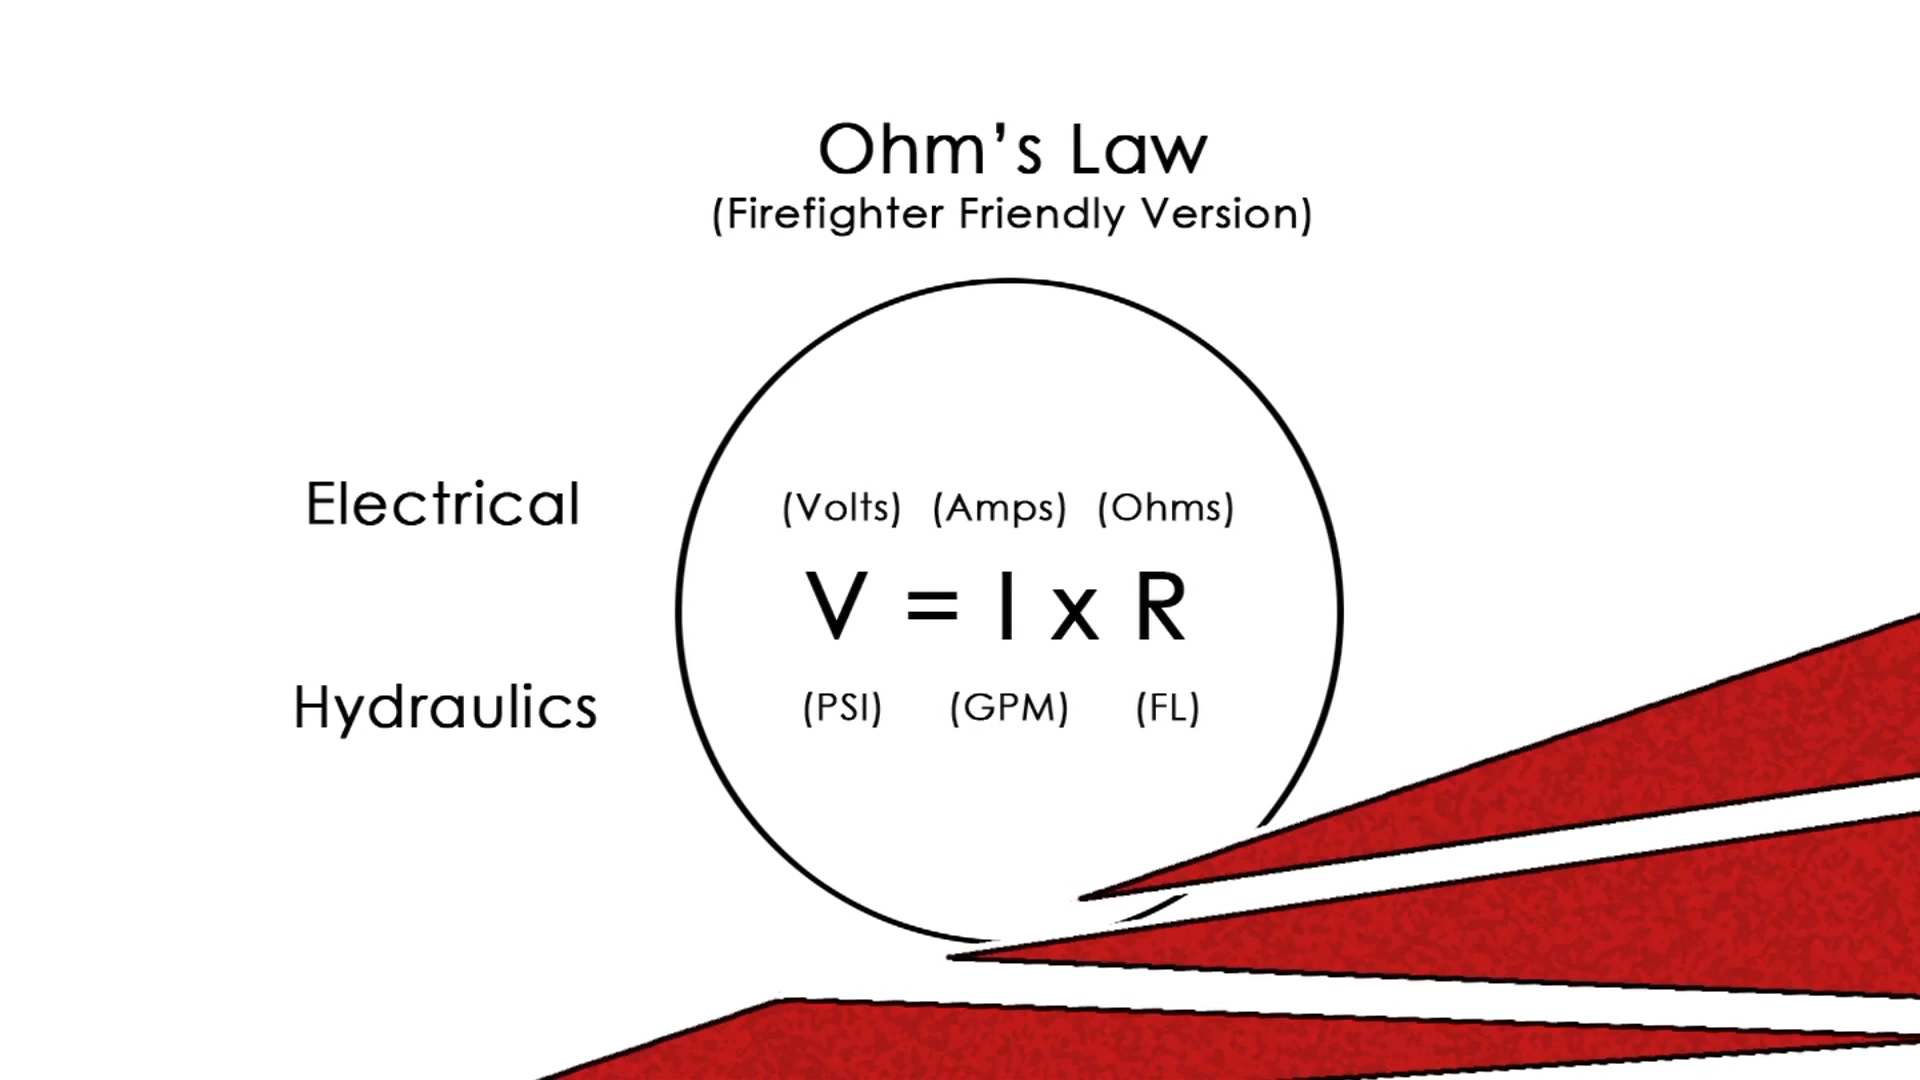 Ohm's Law
(Firefighter Friendly Version)
Electrical (Volts) (Amps) (Ohms)
V = I x R
Hydraulics (PSI) (GPM) (FL)